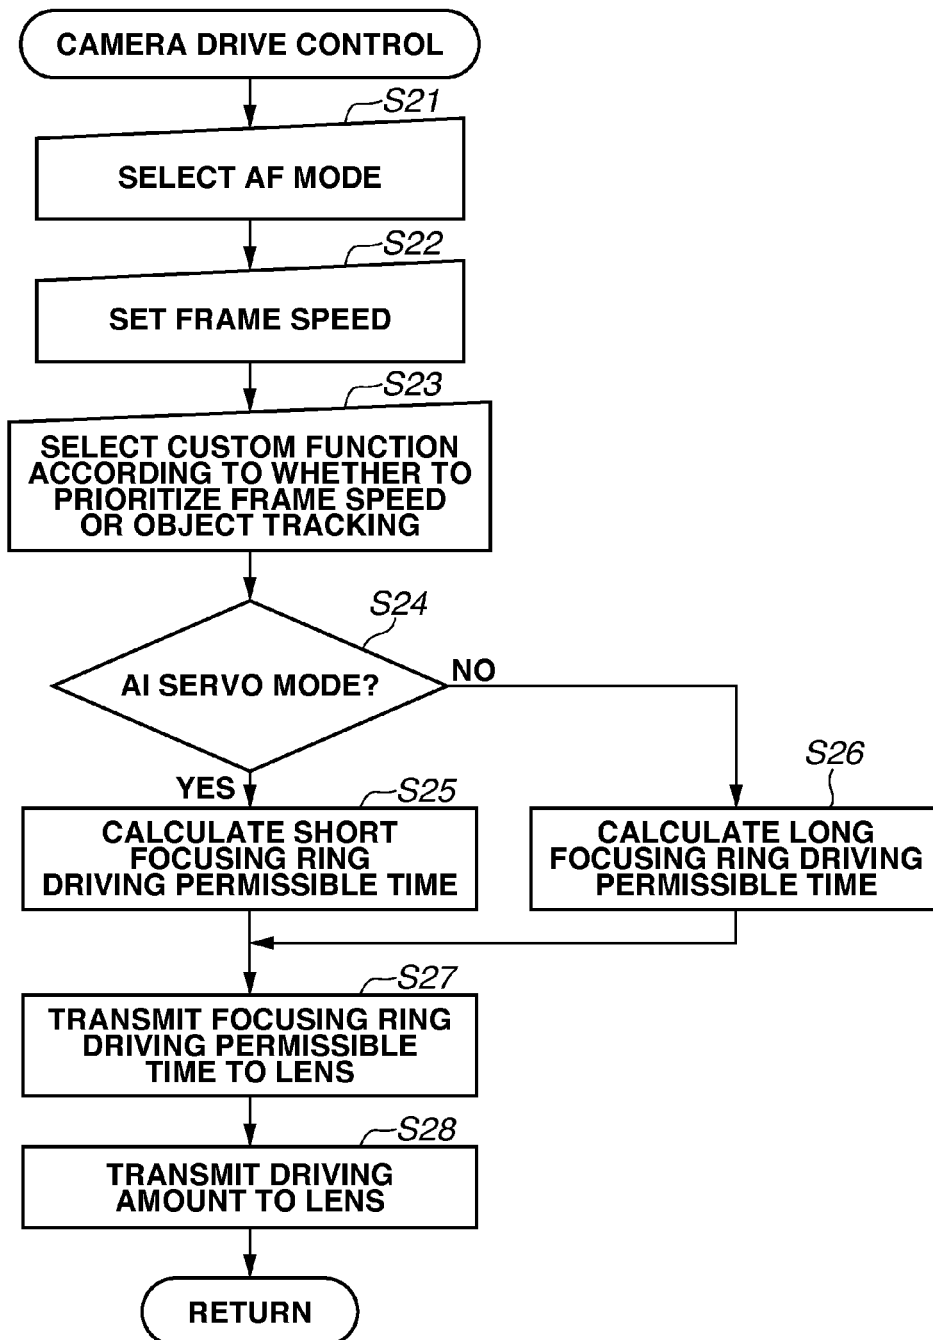 CAMERA DRIVE CONTROL
S21
SELECT AF MODE
S22
SET FRAME SPEED
S23
SELECT CUSTOM FUNCTION
ACCORDING TO WHETHER TO
PRIORITIZE FRAME SPEED
OR OBJECT TRACKING
S24
AI SERVO MODE?
NO
YES
S25
CALCULATE SHORT
FOCUSING RING
DRIVING PERMISSIBLE TIME
S26
CALCULATE LONG
FOCUSING RING DRIVING
PERMISSIBLE TIME
S27
TRANSMIT FOCUSING RING
DRIVING PERMISSIBLE
TIME TO LENS
S28
TRANSMIT DRIVING
AMOUNT TO LENS
RETURN